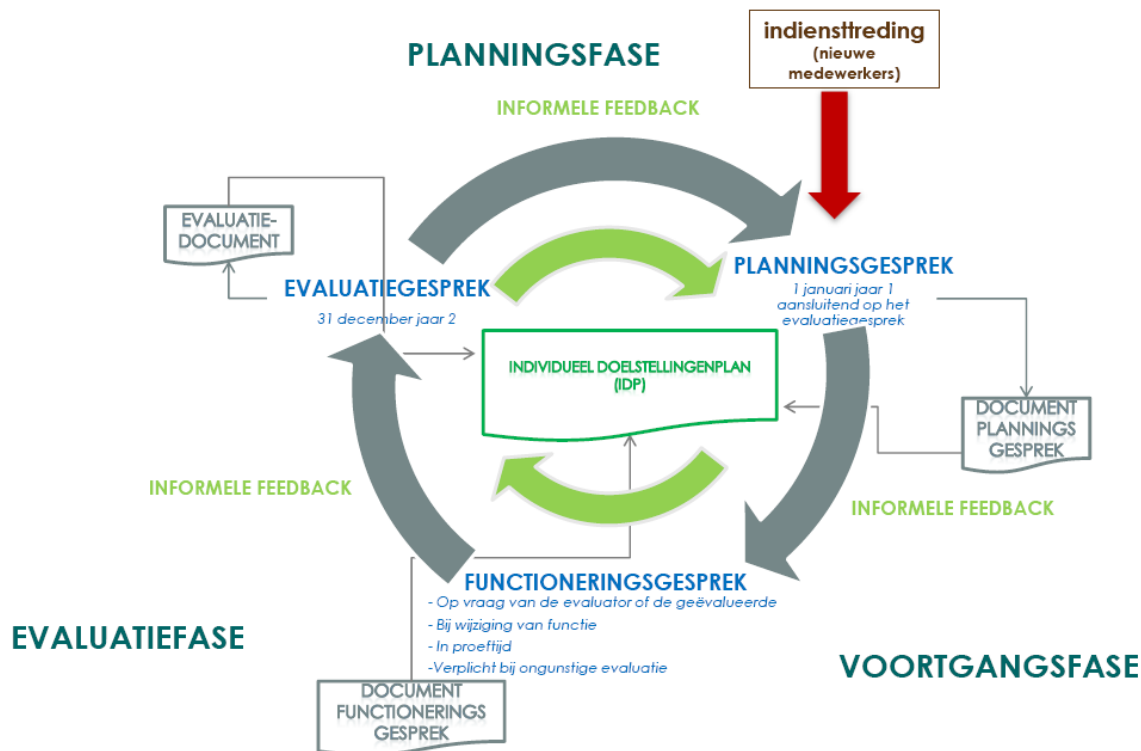 PLANNINGSFASE
indiensttreding
(nieuwe
medewerkers)
INFORMELE FEEDBACK
EVALUATIE-
DOCUMENT
EVALUATIEGESPREK
31 december jaar 2
PLANNINGSGESPREK
1 januari jaar 1
aansluitend op het
evaluatiegesprek
INDIVIDUEEL DOELSTELLINGENPLAN
(IDP)
DOCUMENT
PLANNINGS
GESPREK
INFORMELE FEEDBACK
INFORMELE FEEDBACK
FUNCTIONERINGSGESPREK
- Op vraag van de evaluator of de geëvalueerde
- Bij wijziging van functie
- In proeftijd
-Verplicht bij ongunstige evaluatie
EVALUATIEFASE
VOORTGANGSFASE
DOCUMENT
FUNCTIONERINGS
GESPREK